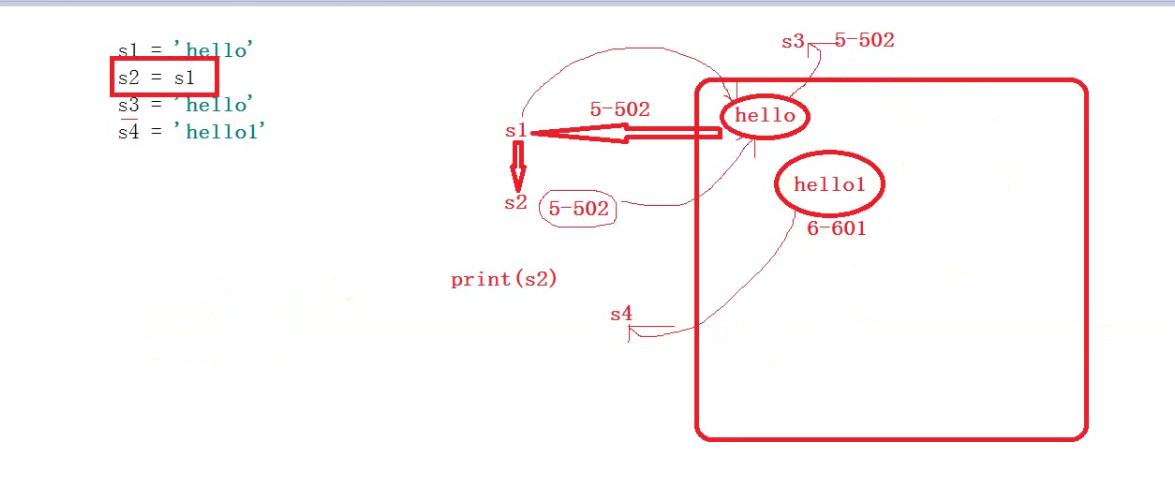 s1 = 'hello'
s2 = s1
s3 = 'hello'
s4 = 'hello1'
s3
5-502
hello
5-502
s1
hello1
s2
5-502
6-601
print(s2)
s4